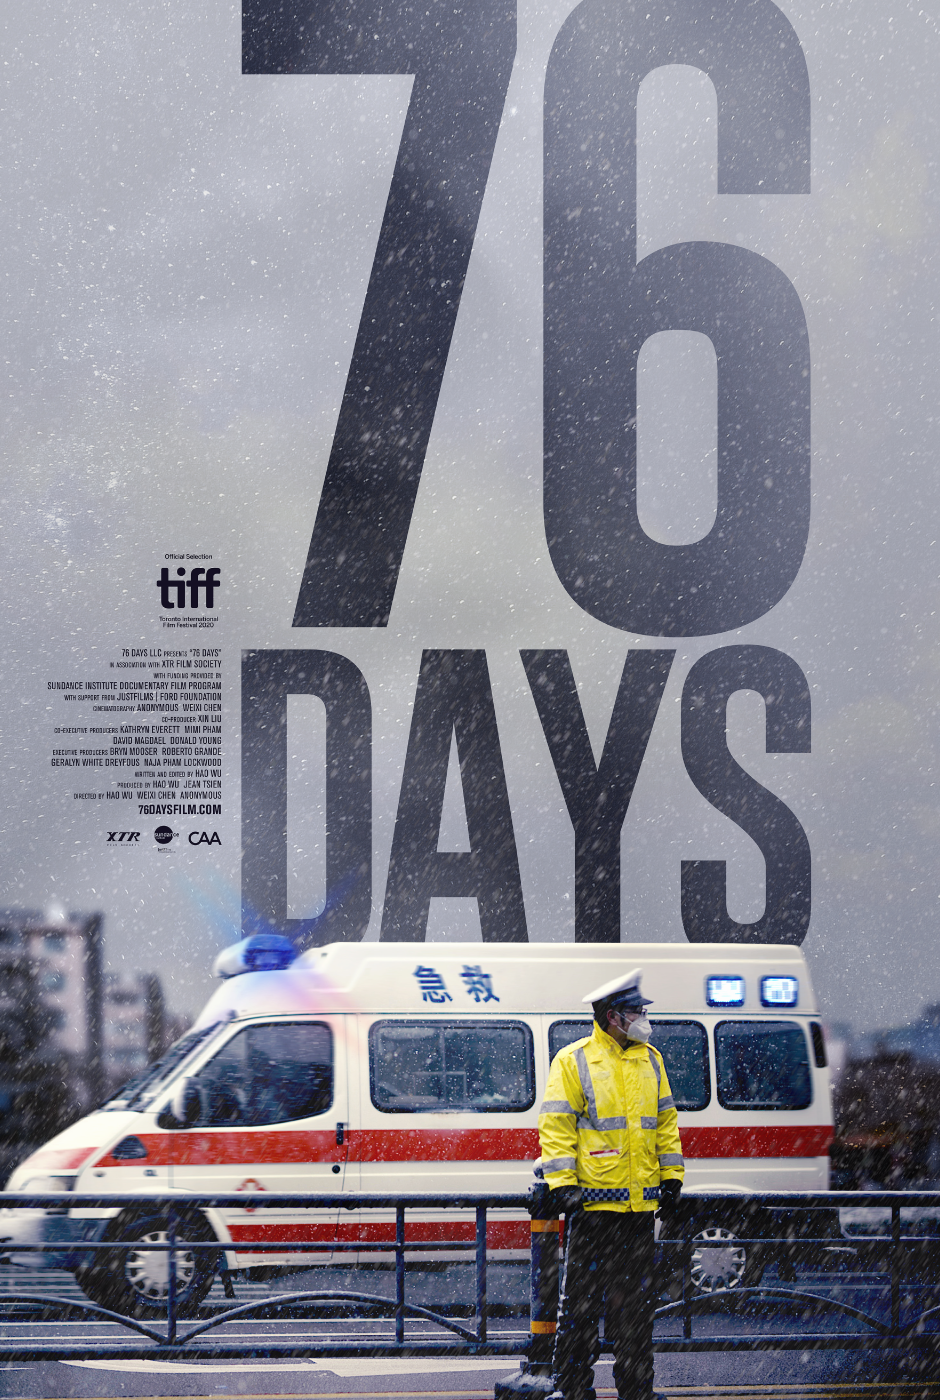 76
DAYS
Official Selection
tiff
Toronto International
Film Festival 2020
76 DAYS LLC PRESENTS "76 DAYS"
IN ASSOCIATION WITH XTR FILM SOCIETY
WITH FUNDING PROVIDED BY
SUNDANCE INSTITUTE DOCUMENTARY FILM PROGRAM
WITH SUPPORT FROM JUSTFILMS | FORD FOUNDATION
CINEMATOGRAPHY ANONYMOUS WEIXI CHEN
CO-PRODUCER XIN LIU
CO-EXECUTIVE PRODUCERS KATHRYN EVERETT MIMI PHAM
DAVID MAGDAEL DONALD YOUNG
EXECUTIVE PRODUCERS BRYN MOOSER ROBERTO GRANDE
GERALYN WHITE DREYFOUS NAJA PHAM LOCKWOOD
WRITTEN AND EDITED BY HAO WU
PRODUCED BY HAO WU JEAN TSIEN
DIRECTED BY HAO WU WEIXI CHEN ANONYMOUS
76DAYSFILM.COM
XTR
sundance
CAA
急救